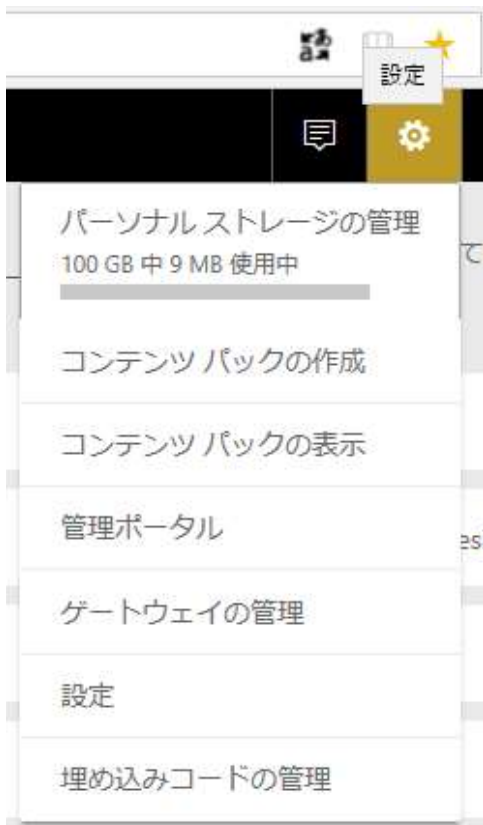 設定
パーソナル ストレージの管理
100 GB 中 9 MB 使用中
て
コンテンツ パックの作成
コンテンツ パックの表示
管理ポータル
es
ゲートウェイの管理
設定
埋め込みコードの管理